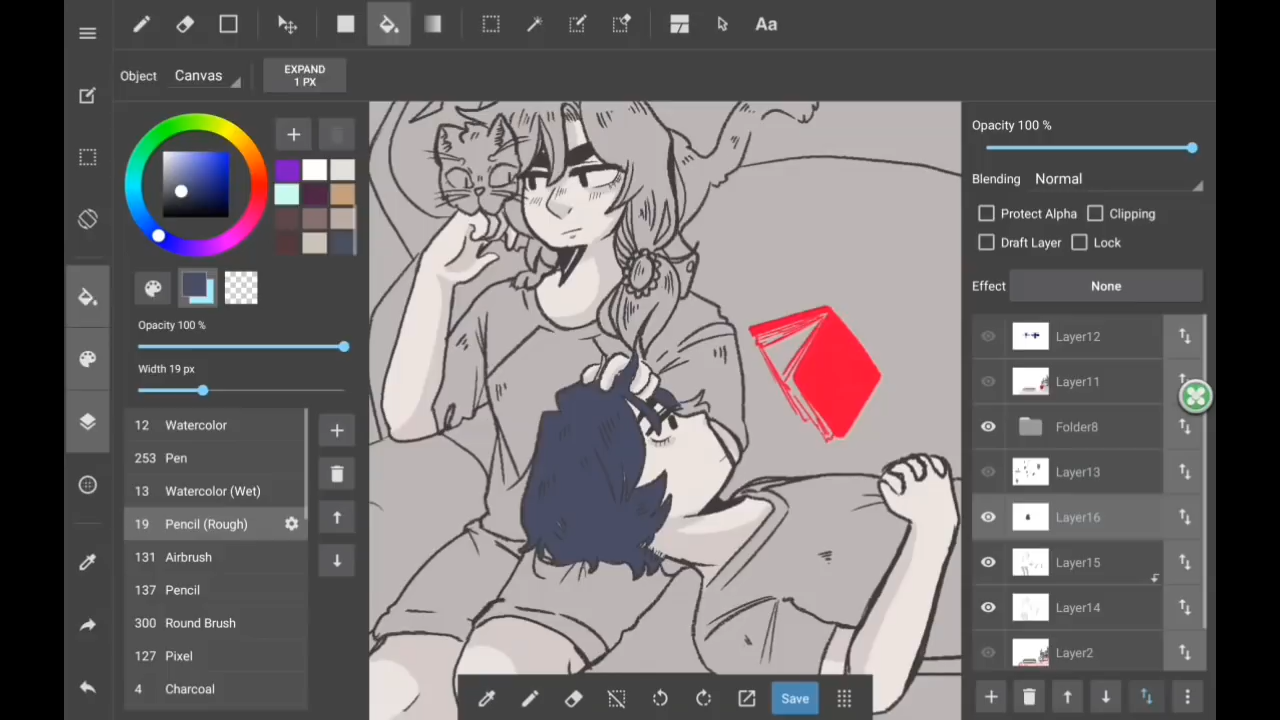 Aa
Object Canvas
EXPAND
1 PX
Opacity 100 %
Width 19 px
12 Watercolor
253 Pen
13 Watercolor (Wet)
19 Pencil (Rough)
131 Airbrush
137 Pencil
300 Round Brush
127 Pixel
4 Charcoal
Save
Opacity 100 %
Blending Normal
Protect Alpha Clipping
Draft Layer Lock
Effect None
Layer12
Layer11
Folder8
Layer13
Layer16
Layer15
Layer14
Layer2